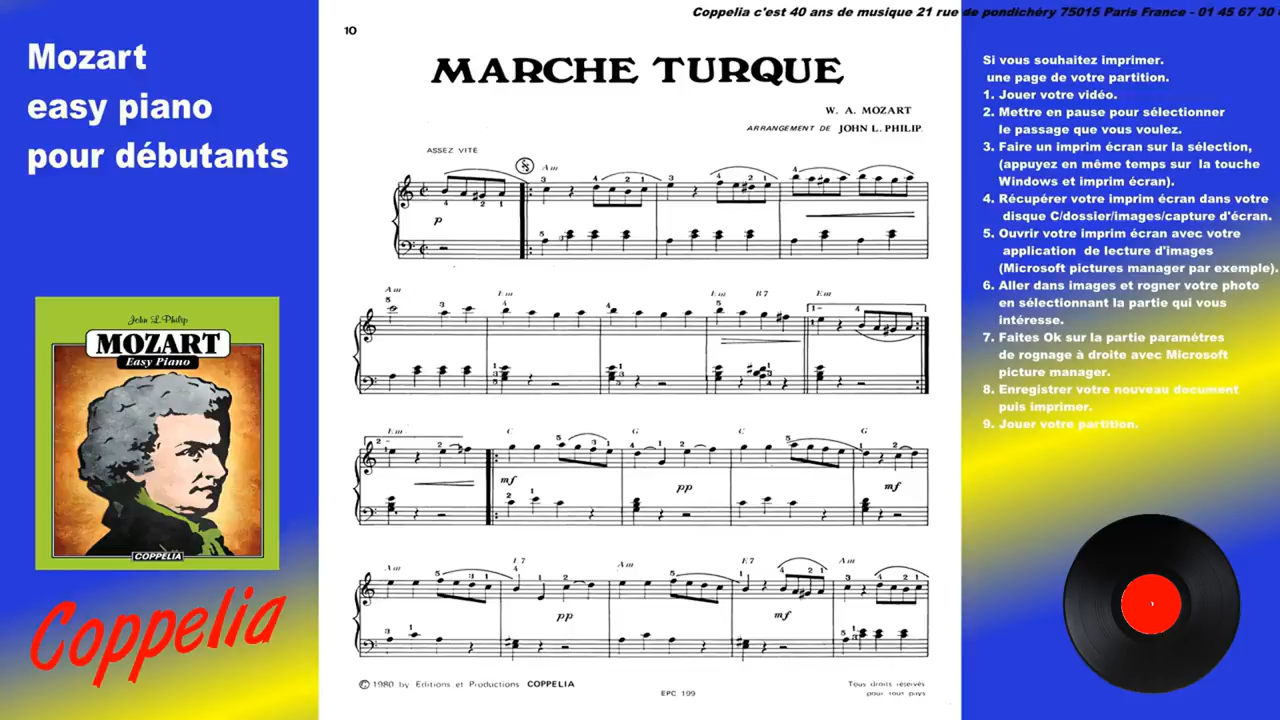 Coppelia c'est 40 ans de musique 21 rue de pondichéry 75015 Paris France - 01 45 67 30
Mozart
easy piano
pour débutants
John L. Philip
MOZART
Easy Piano
COPPELIA
Coppelia
10
MARCHE TURQUE
W. A. MOZART
ARRANGEMENT DE JOHN L. PHILIP.
ASSEZ VITE
Am
p
Am Em Em Em B7 Em
Em C G C G
mf pp mf
Am E7 Am E7 Am
pp mf
© 1980 by Editions et Productions COPPELIA
EPC 199
Tous droits réservés
pour tout pays
Si vous souhaitez imprimer.
une page de votre partition.
1. Jouer votre vidéo.
2. Mettre en pause pour sélectionner
le passage que vous voulez.
3. Faire un imprim écran sur la sélection,
(appuyez en même temps sur la touche
Windows et imprim écran).
4. Récupérer votre imprim écran dans votre
disque C/dossier/images/capture d'écran.
5. Ouvrir votre imprim écran avec votre
application de lecture d'images
(Microsoft pictures manager par exemple).
6. Aller dans images et rogner votre photo
en sélectionnant la partie qui vous
intéresse.
7. Faites Ok sur la partie paramétres
de rognage à droite avec Microsoft
picture manager.
8. Enregistrer votre nouveau document
puis imprimer.
9. Jouer votre partition.